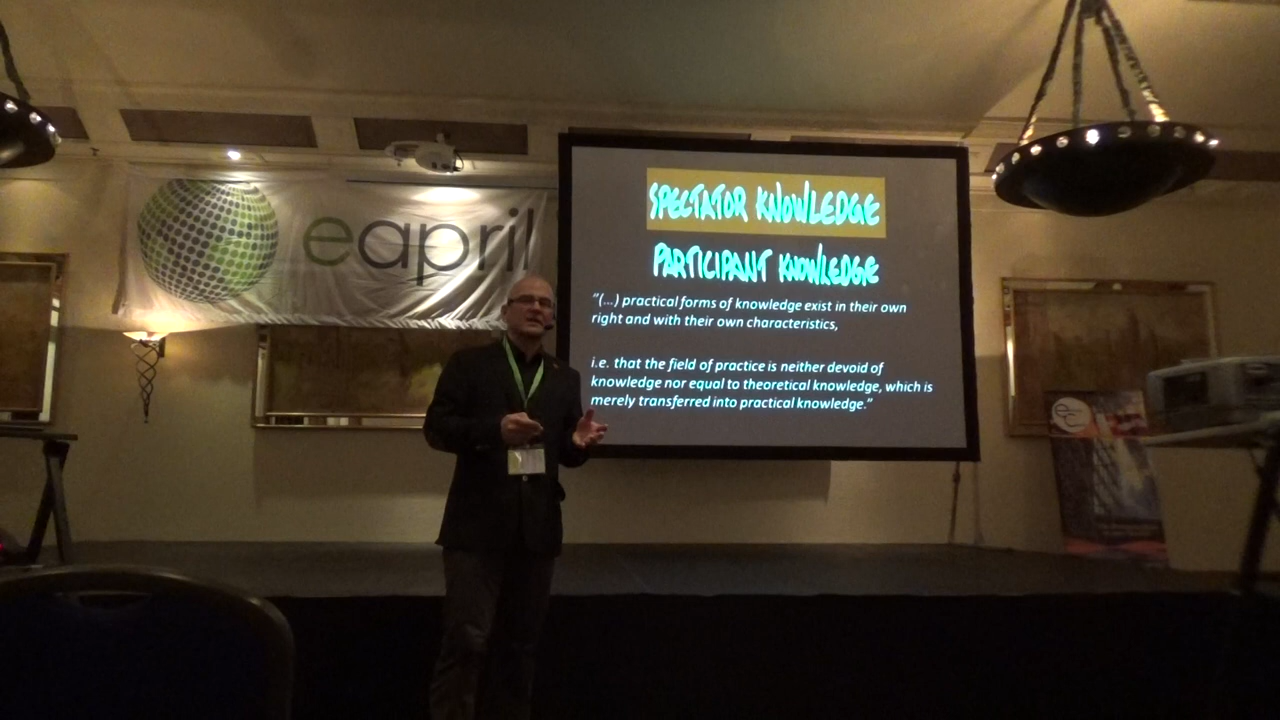 eapril
SPECTATOR KNOWLEDGE
PARTICIPANT KNOWLEDGE
"(...) practical forms of knowledge exist in their own
right and with their own characteristics,
i.e. that the field of practice is neither devoid of
knowledge nor equal to theoretical knowledge, which is
merely transferred into practical knowledge."